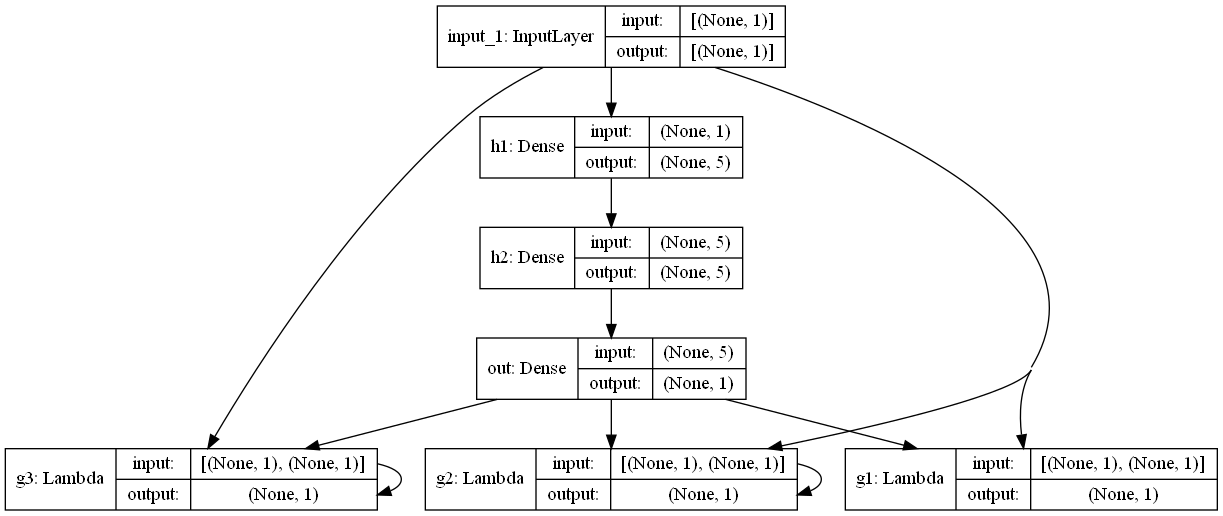 input_1: InputLayer
input: [(None, 1)]
output: [(None, 1)]
h1: Dense
input: (None, 1)
output: (None, 5)
h2: Dense
input: (None, 5)
output: (None, 5)
out: Dense
input: (None, 5)
output: (None, 1)
g3: Lambda
input: [(None, 1), (None, 1)]
output: (None, 1)
g2: Lambda
input: [(None, 1), (None, 1)]
output: (None, 1)
g1: Lambda
input: [(None, 1), (None, 1)]
output: (None, 1)